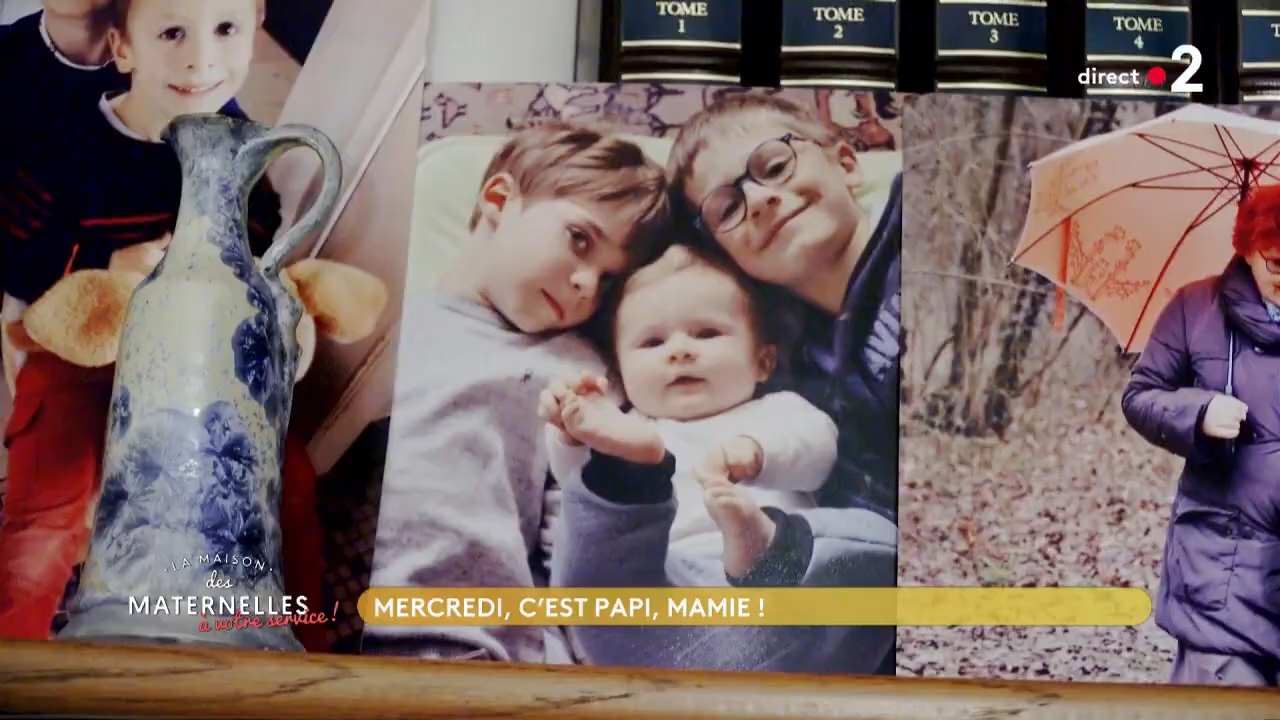 TOME
1
TOME
2
TOME
3
TOME
4
direct 2
·LA MAISON·
des
MATERNELLES
à votre service !
MERCREDI, C'EST PAPI, MAMIE !